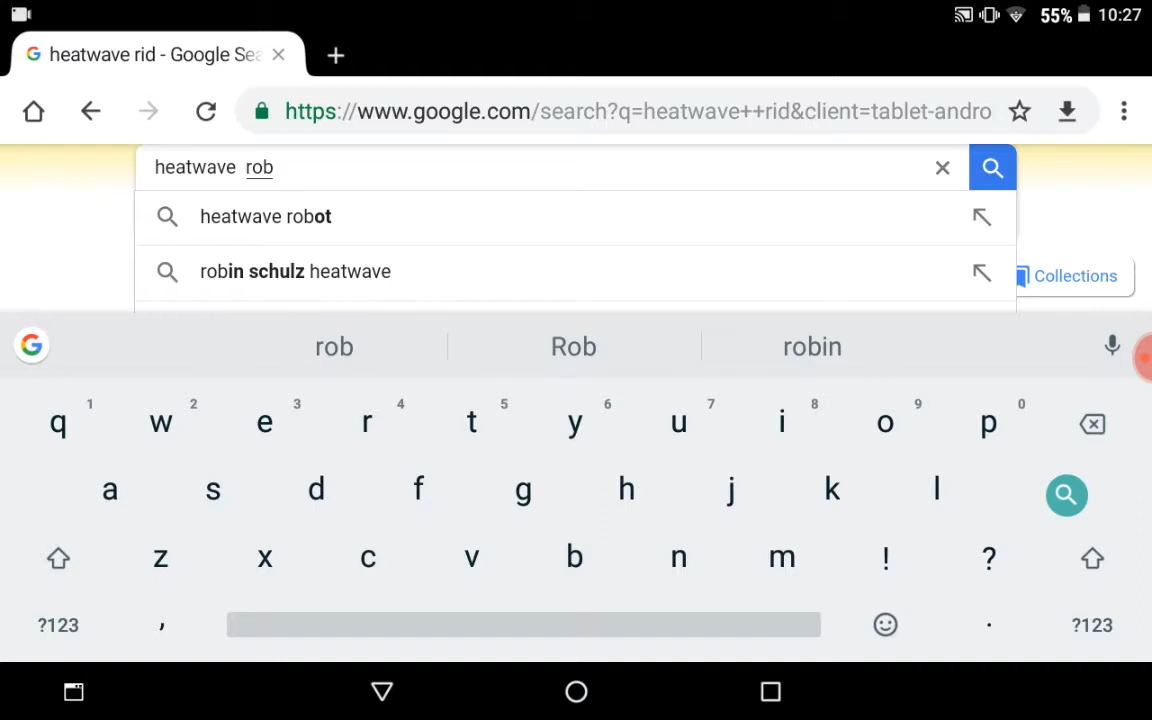 55% 10:27
heatwave rid - Google Sea
https://www.google.com/search?q=heatwave++rid&client=tablet-andro
heatwave  rob
heatwave robot
robin schulz heatwave
Collections
rob Rob robin
1 2 3 4 5 6 7 8 9 0
q w e r t y u i o p
a s d f g h j k l
z x c v b n m ! ?
?123 , . ?123